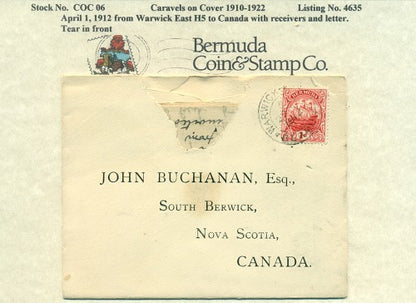 Stock No. COC 06 Caravels on Cover 1910-1922 Listing No. 4635
April 1, 1912 from Warwick East H5 to Canada with receivers and letter.
Tear in front
Bermuda
Coin&Stamp Co.
WARWICK
BERMUDA
JOHN BUCHANAN, Esq.,
South Berwick,
Nova Scotia,
CANADA.